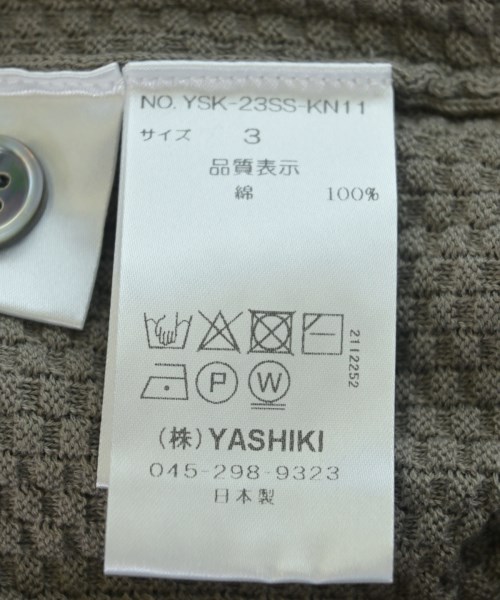 NO. YSK-23SS-KN11
サイズ 3
品質表示
綿 100%
2112252
P W
(株) YASHIKI
045-298-9323
日本製